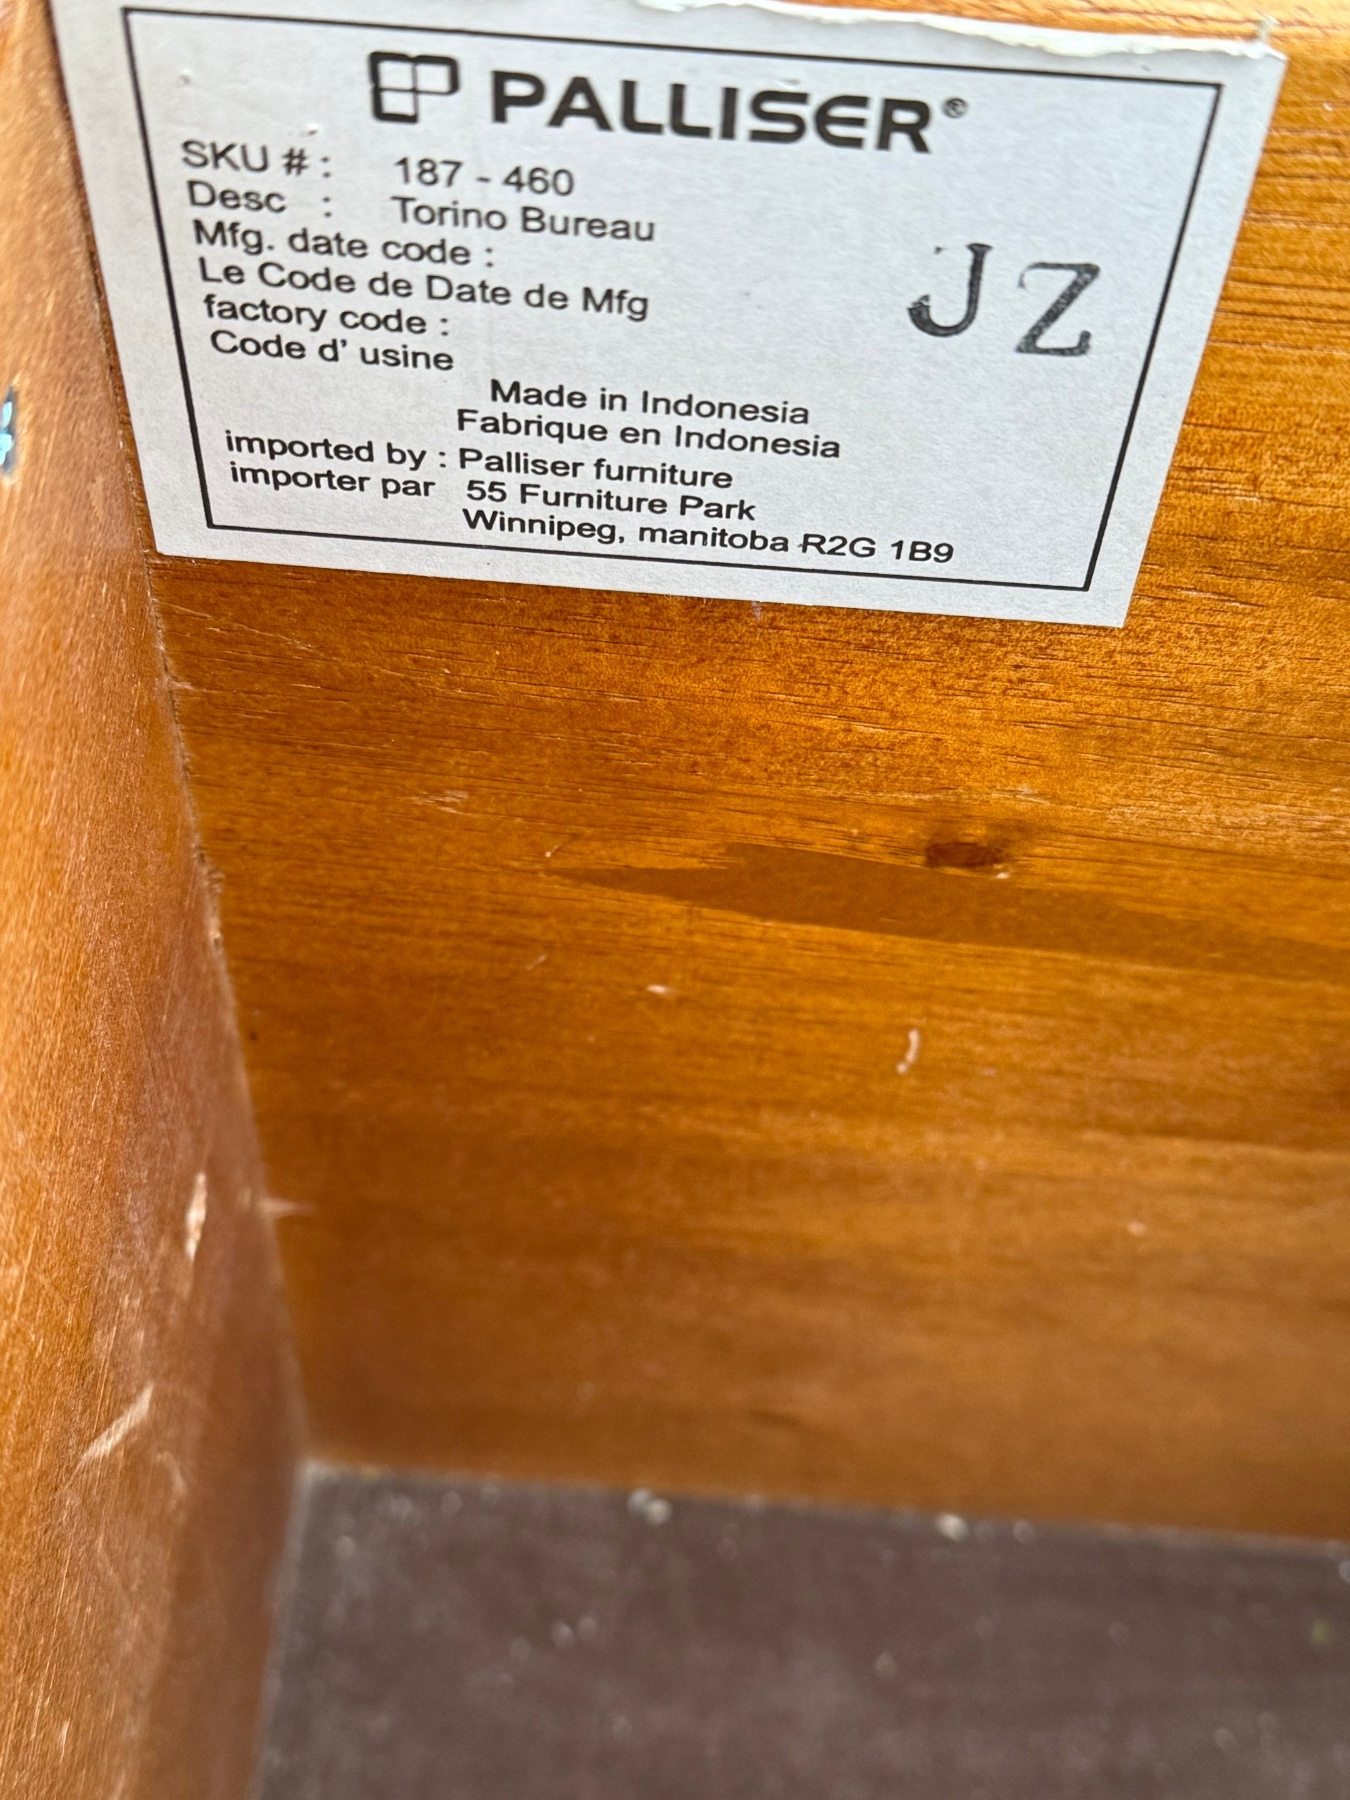 PALLISER®
SKU # : 187 - 460
Desc : Torino Bureau
Mfg. date code :
Le Code de Date de Mfg
factory code :
Code d' usine
J Z
Made in Indonesia
Fabrique en Indonesia
imported by : Palliser furniture
importer par 55 Furniture Park
Winnipeg, manitoba R2G 1B9